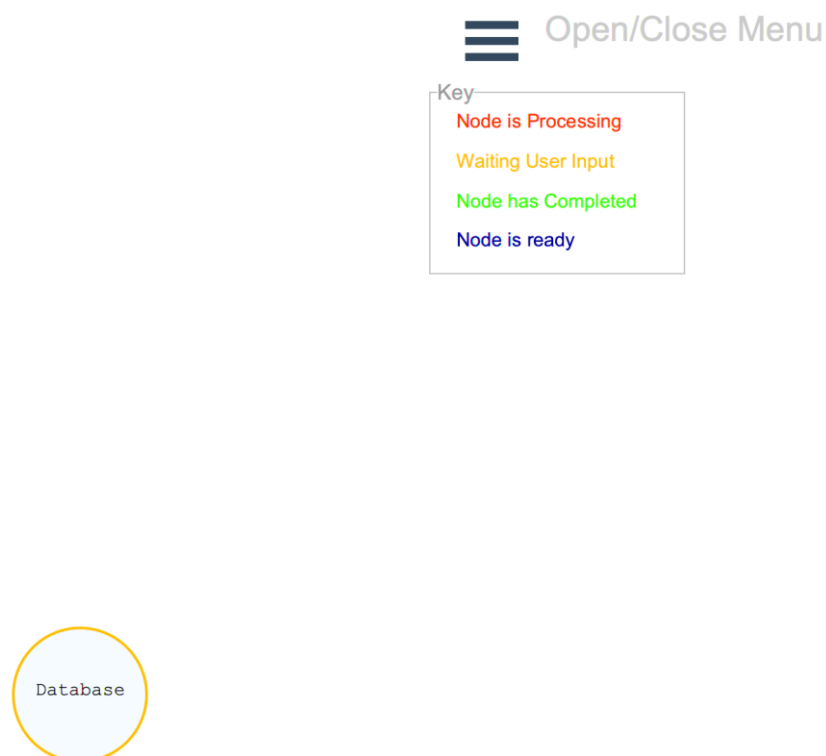 Open/Close Menu
Key
Node is Processing
Waiting User Input
Node has Completed
Node is ready
Database